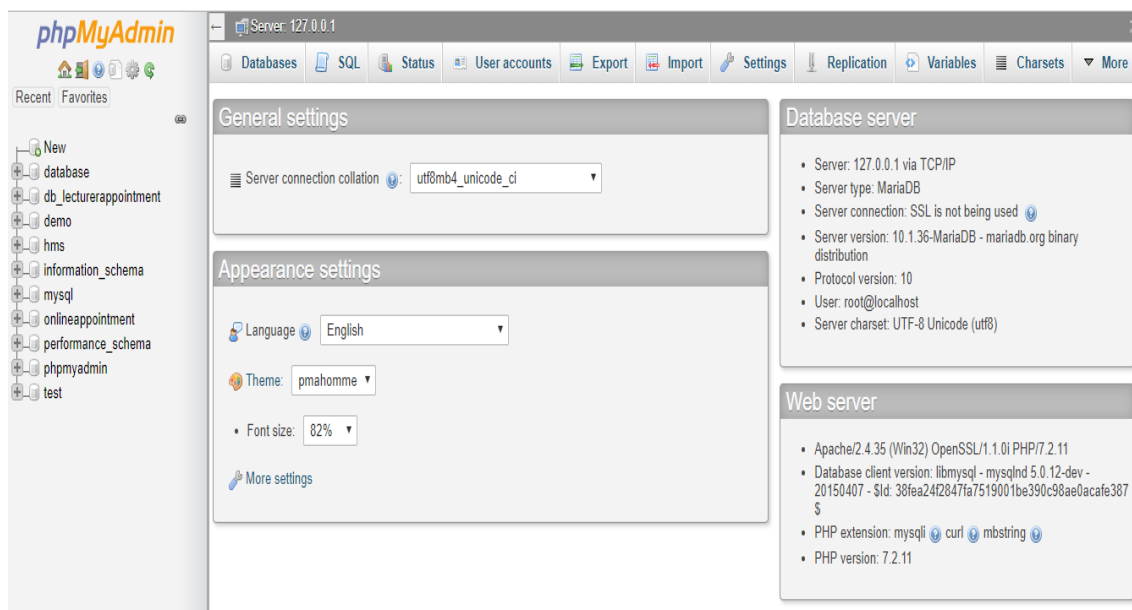 phpMyAdmin
Recent Favorites
New
database
db_lecturerappointment
demo
hms
information_schema
mysql
onlineappointment
performance_schema
phpmyadmin
test
Server: 127.0.0.1
Databases SQL Status User accounts Export Import Settings Replication Variables Charsets More
General settings
Server connection collation : utf8mb4_unicode_ci
Appearance settings
Language English
Theme: pmahomme
Font size: 82%
More settings
Database server
Server: 127.0.0.1 via TCP/IP
Server type: MariaDB
Server connection: SSL is not being used
Server version: 10.1.36-MariaDB - mariadb.org binary
distribution
Protocol version: 10
User: root@localhost
Server charset: UTF-8 Unicode (utf8)
Web server
Apache/2.4.35 (Win32) OpenSSL/1.1.0i PHP/7.2.11
Database client version: libmysql - mysqlnd 5.0.12-dev -
20150407 - $Id: 38fea24f2847fa7519001be390c98ae0acafe387
$
PHP extension: mysqli curl mbstring
PHP version: 7.2.11